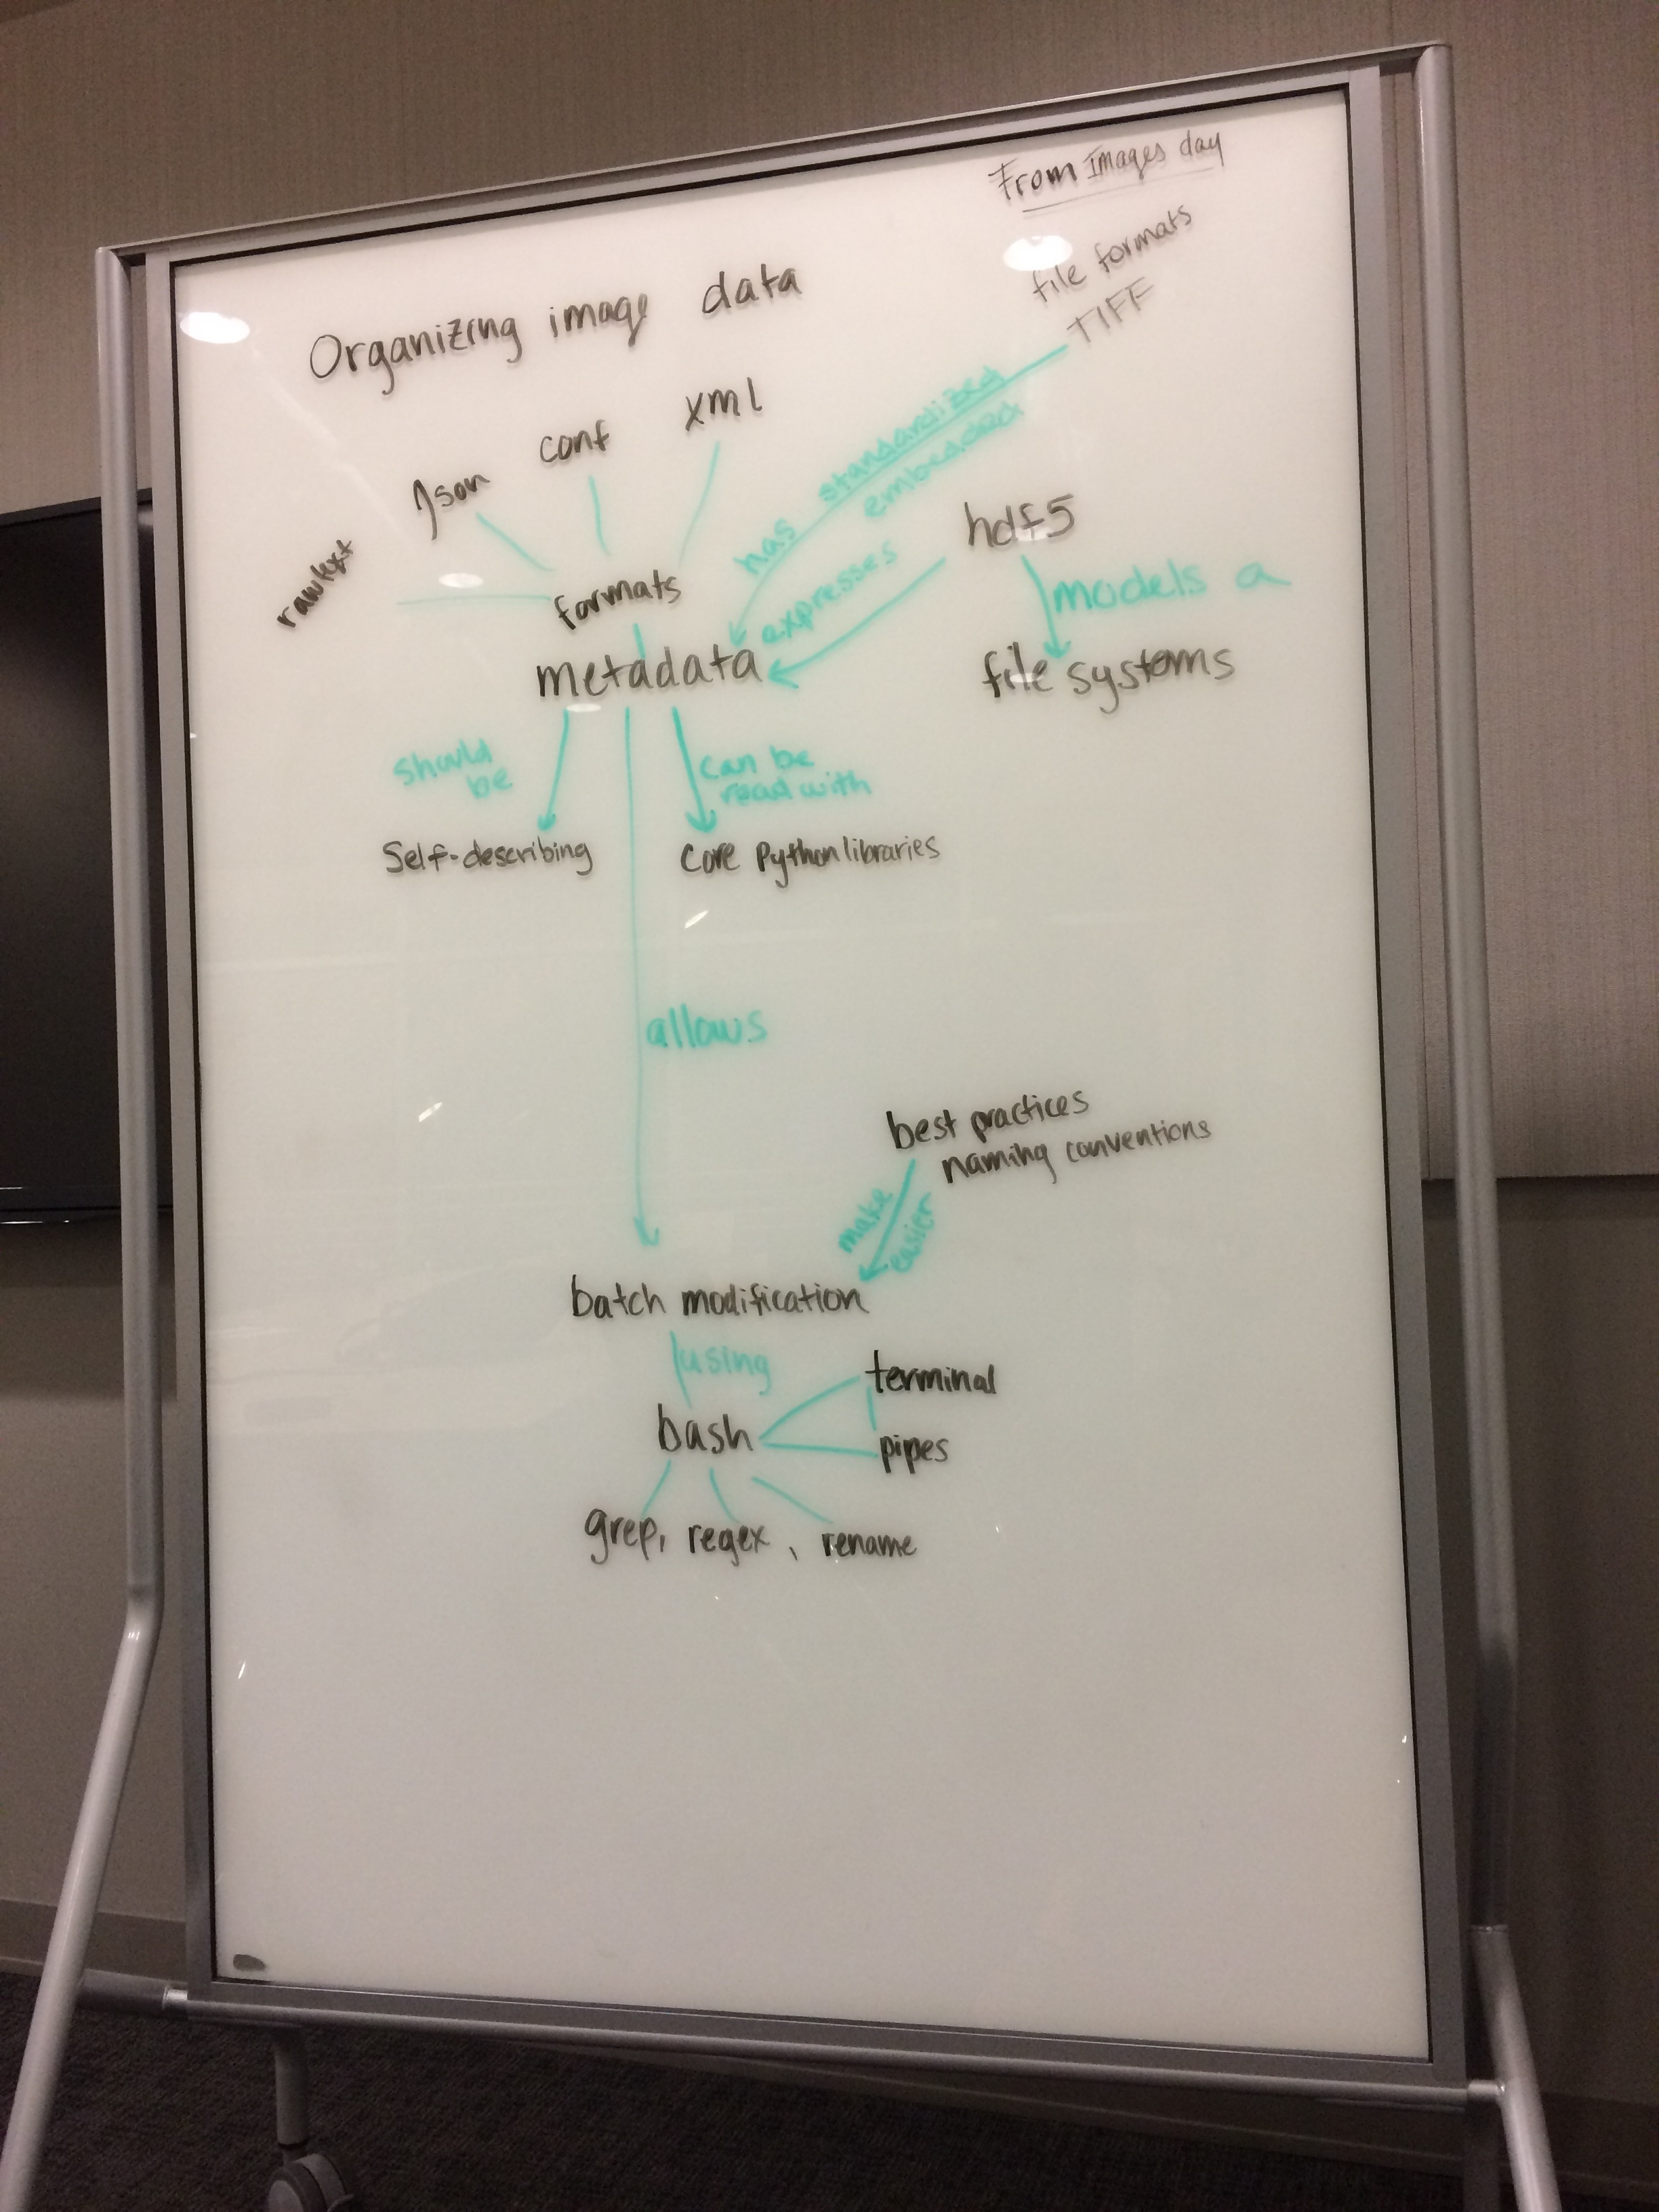 From Images day
file formats
TIFF
Organizing image data
xml
conf
Json
rawtext
has standardized
embedded
hdf5
expresses
models a
formats
metadata
file systems
should
be
can be
read with
Self-describing
Core Python libraries
allows
best practices
naming conventions
make
easier
batch modification
using
terminal
bash
pipes
grep, regex, rename